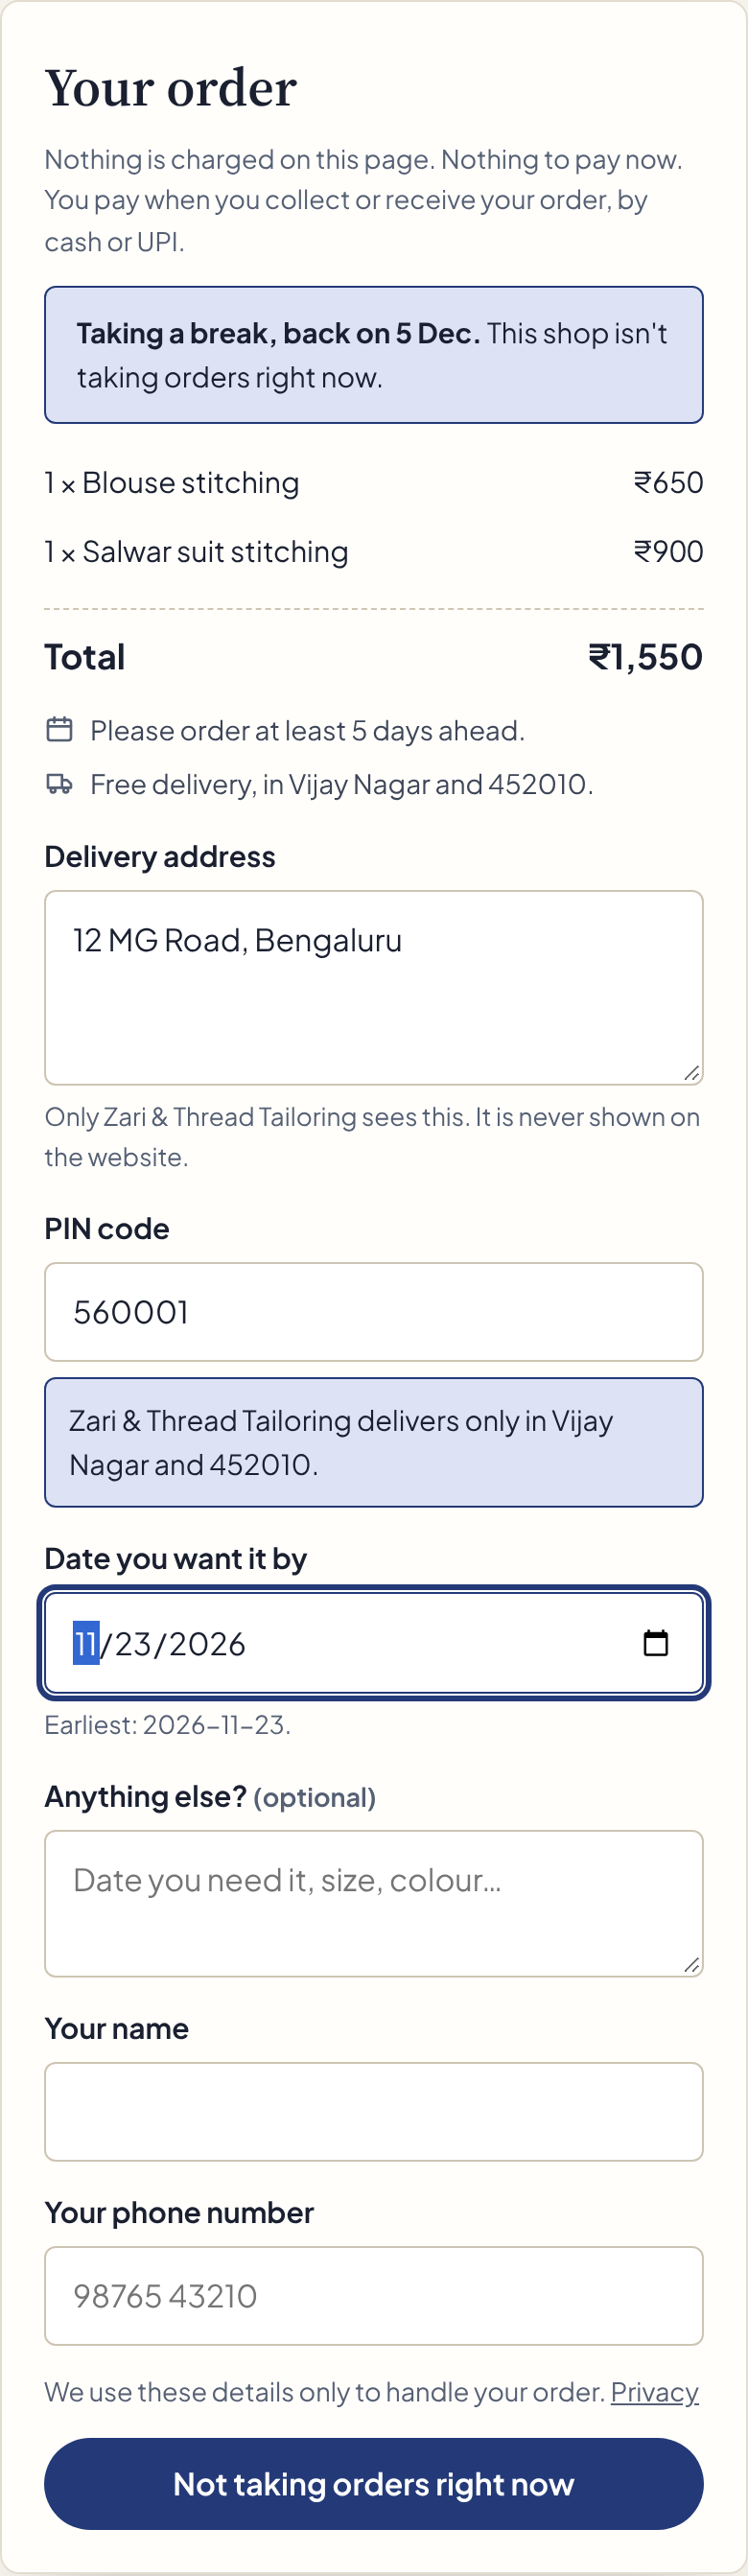 Your order
Nothing is charged on this page. Nothing to pay now.
You pay when you collect or receive your order, by
cash or UPI.
Taking a break, back on 5 Dec. This shop isn't
taking orders right now.
1 × Blouse stitching ₹650
1 × Salwar suit stitching ₹900
Total ₹1,550
Please order at least 5 days ahead.
Free delivery, in Vijay Nagar and 452010.
Delivery address
12 MG Road, Bengaluru
Only Zari & Thread Tailoring sees this. It is never shown on
the website.
PIN code
560001
Zari & Thread Tailoring delivers only in Vijay
Nagar and 452010.
Date you want it by
11/23/2026
Earliest: 2026-11-23.
Anything else? (optional)
Date you need it, size, colour…
Your name
Your phone number
98765 43210
We use these details only to handle your order. Privacy
Not taking orders right now